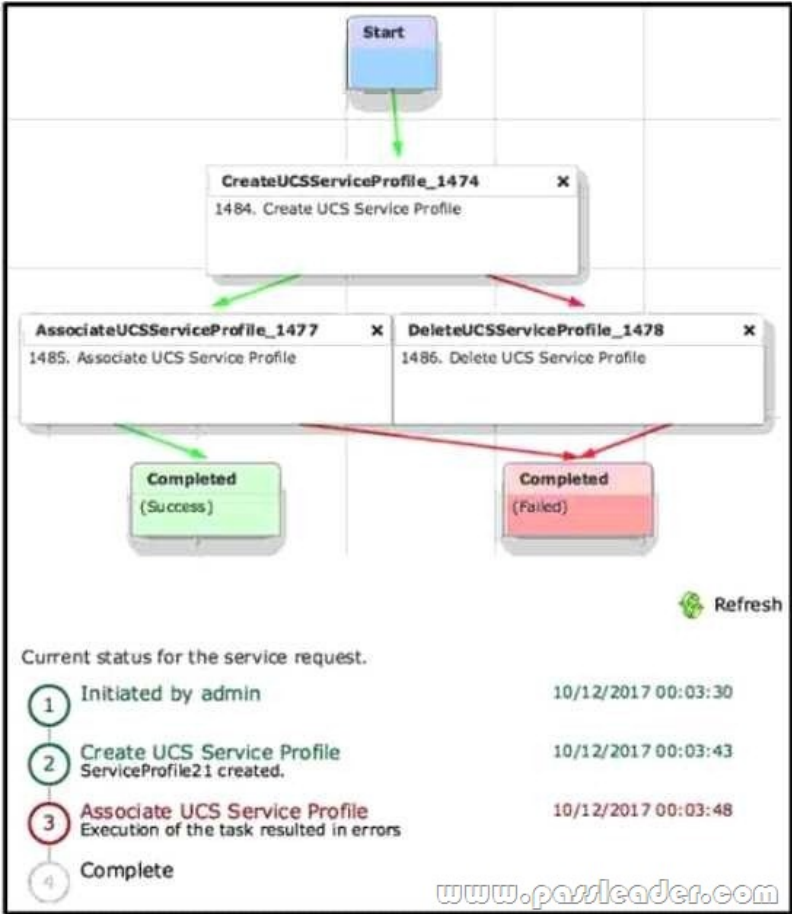 Start
CreateUCSServiceProfile_1474 ×
1484. Create UCS Service Profile
AssociateUCSServiceProfile_1477 × DeleteUCSServiceProfile_1478 ×
1485. Associate UCS Service Profile 1486. Delete UCS Service Profile
Completed Completed
(Success) (Failed)
Refresh
Current status for the service request.
1 Initiated by admin 10/12/2017 00:03:30
2 Create UCS Service Profile 10/12/2017 00:03:43
ServiceProfile21 created.
3 Associate UCS Service Profile 10/12/2017 00:03:48
Execution of the task resulted in errors
4 Complete
www.passleader.com